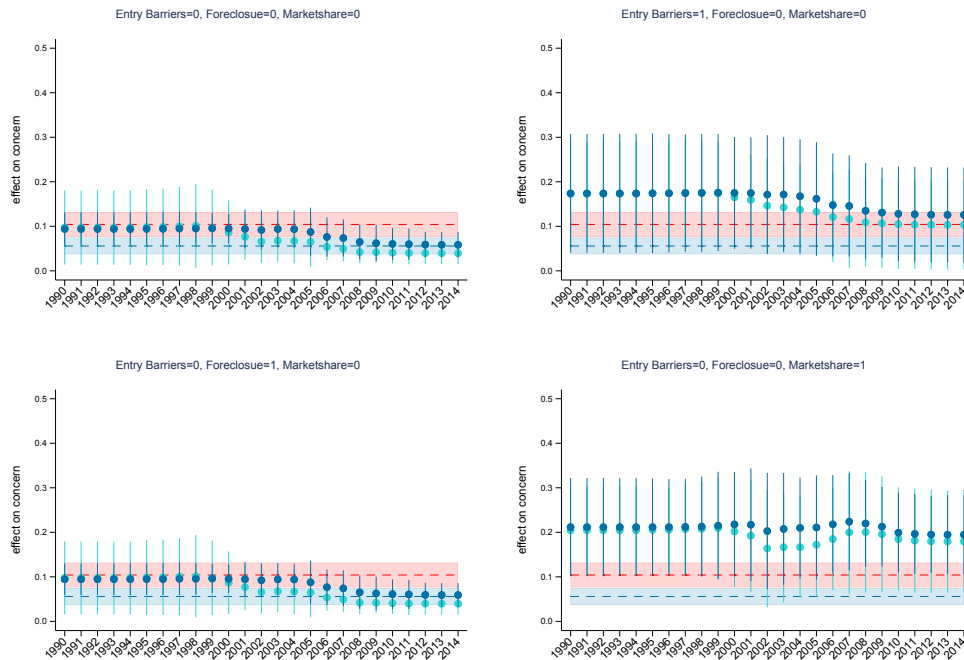 Entry Barriers=0, Foreclosue=0, Marketshare=0
effect on concern
0.5
0.4
0.3
0.2
0.1
0.0
1990 1991 1992 1993 1994 1995 1996 1997 1998 1999 2000 2001 2002 2003 2004 2005 2006 2007 2008 2009 2010 2011 2012 2013 2014
Entry Barriers=1, Foreclosue=0, Marketshare=0
effect on concern
0.5
0.4
0.3
0.2
0.1
0.0
1990 1991 1992 1993 1994 1995 1996 1997 1998 1999 2000 2001 2002 2003 2004 2005 2006 2007 2008 2009 2010 2011 2012 2013 2014
Entry Barriers=0, Foreclosue=1, Marketshare=0
effect on concern
0.5
0.4
0.3
0.2
0.1
0.0
1990 1991 1992 1993 1994 1995 1996 1997 1998 1999 2000 2001 2002 2003 2004 2005 2006 2007 2008 2009 2010 2011 2012 2013 2014
Entry Barriers=0, Foreclosue=0, Marketshare=1
effect on concern
0.5
0.4
0.3
0.2
0.1
0.0
1990 1991 1992 1993 1994 1995 1996 1997 1998 1999 2000 2001 2002 2003 2004 2005 2006 2007 2008 2009 2010 2011 2012 2013 2014